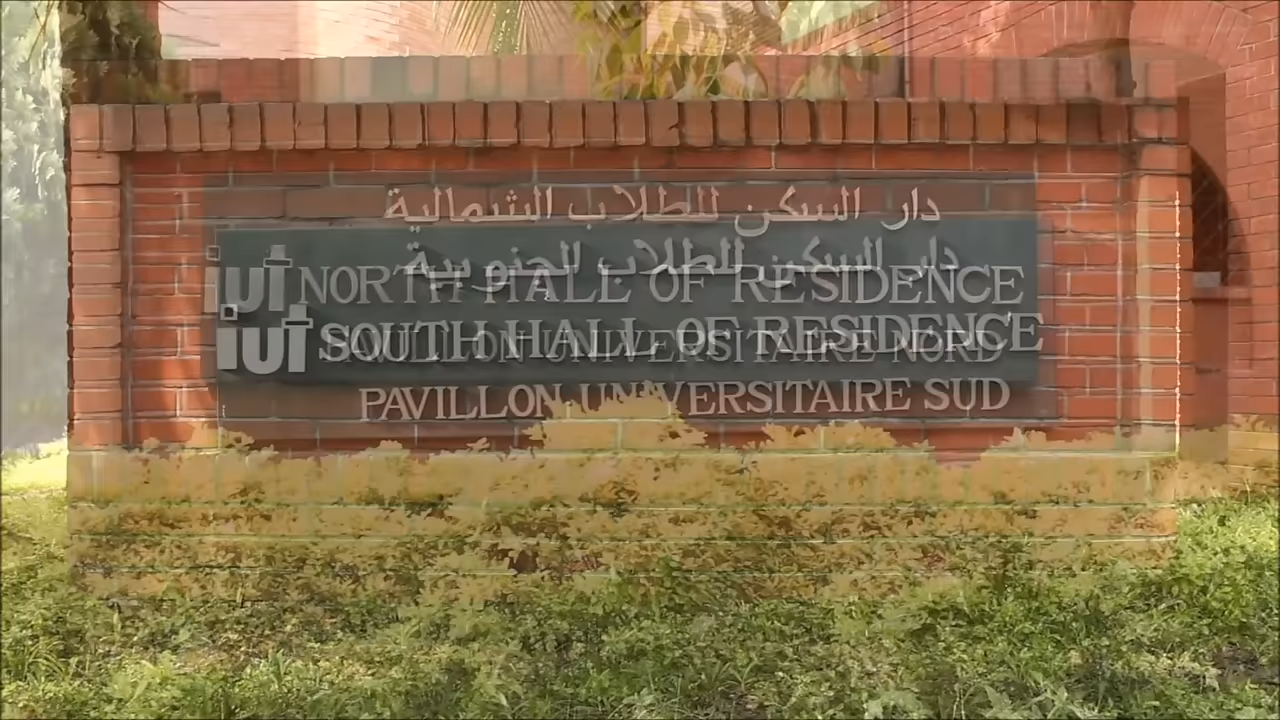 دار السكن للطلاب الشمالية
دار السكن للطلاب الجنوبية
iut NORTH HALL OF RESIDENCE
iut SOUTH HALL OF RESIDENCE
PAVILLON UNIVERSITAIRE NORD
PAVILLON UNIVERSITAIRE SUD